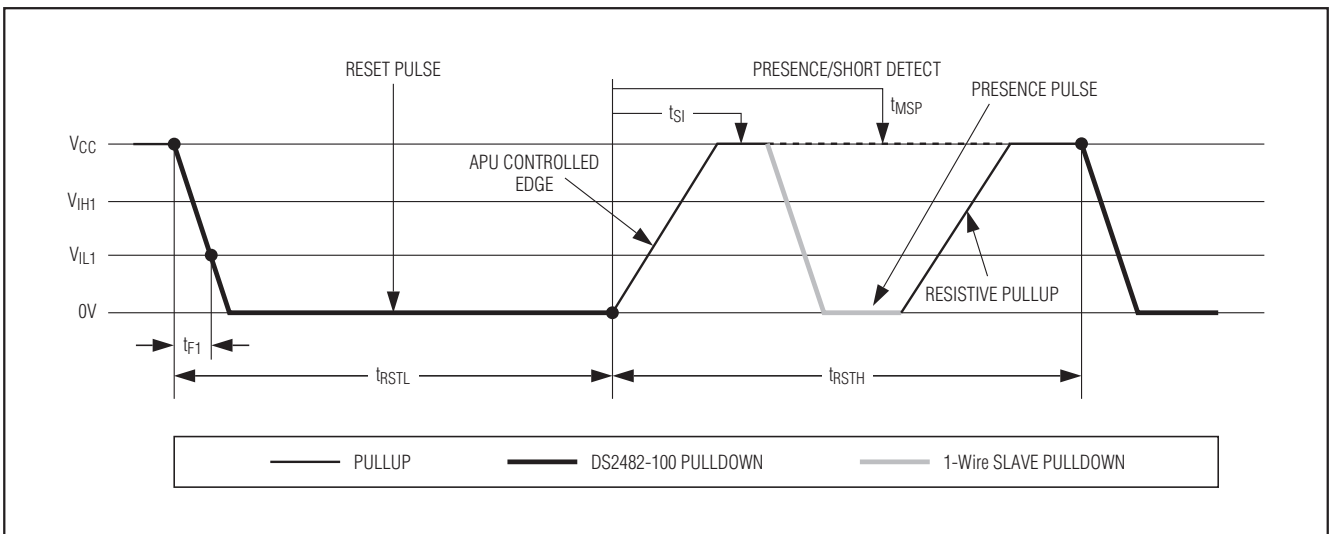 RESET PULSE
PRESENCE/SHORT DETECT
PRESENCE PULSE
tMSP
tSI
VCC
APU CONTROLLED
EDGE
VIH1
VIL1
RESISTIVE PULLUP
0V
tF1
tRSTL
tRSTH
PULLUP
DS2482-100 PULLDOWN
1-Wire SLAVE PULLDOWN